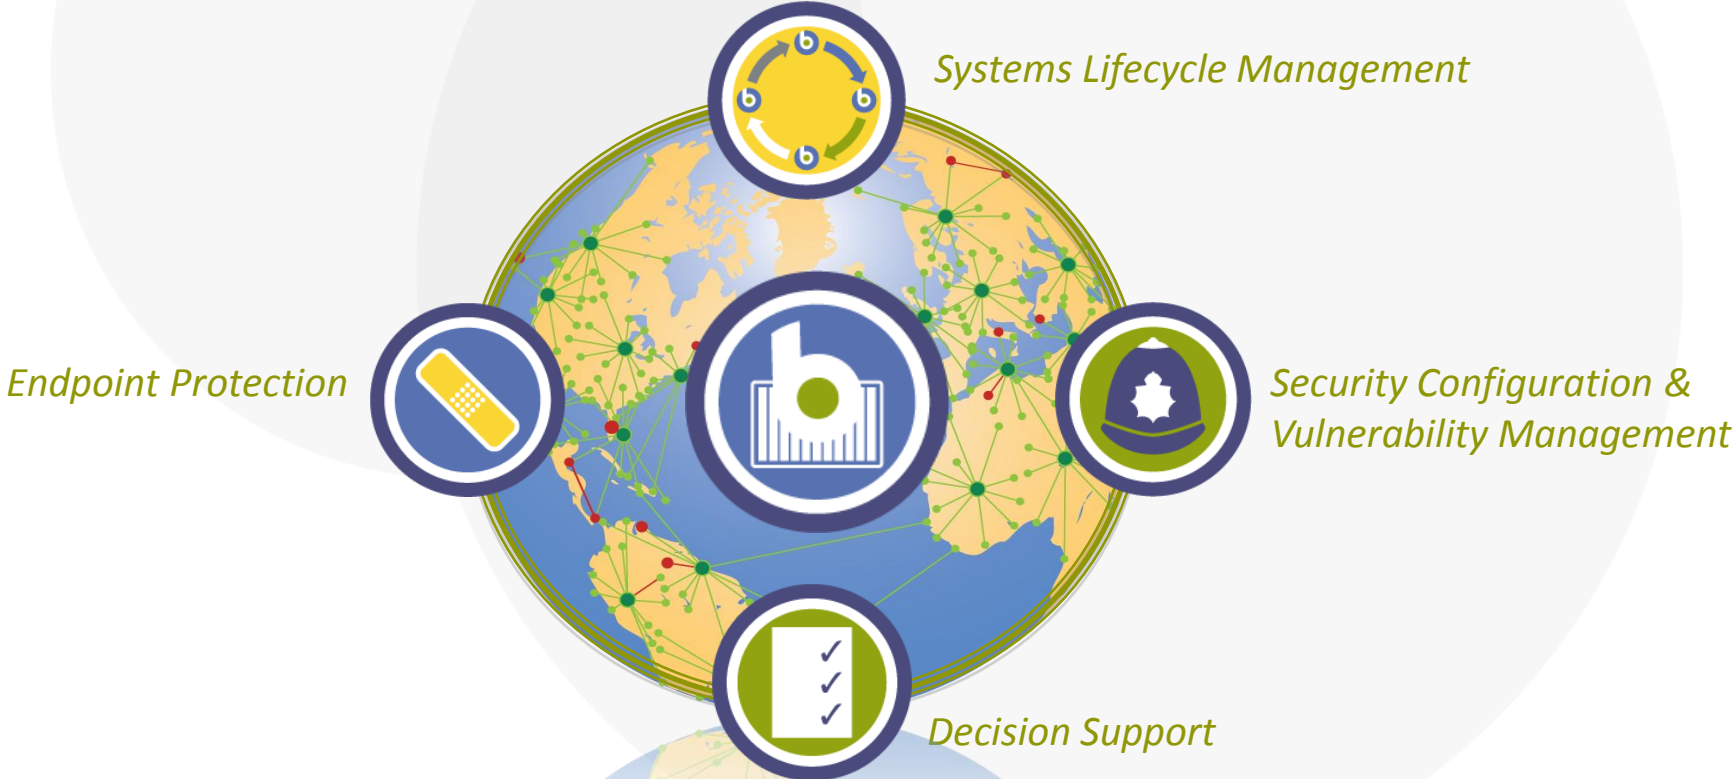 Systems Lifecycle Management
Endpoint Protection
Security Configuration &
Vulnerability Management
Decision Support